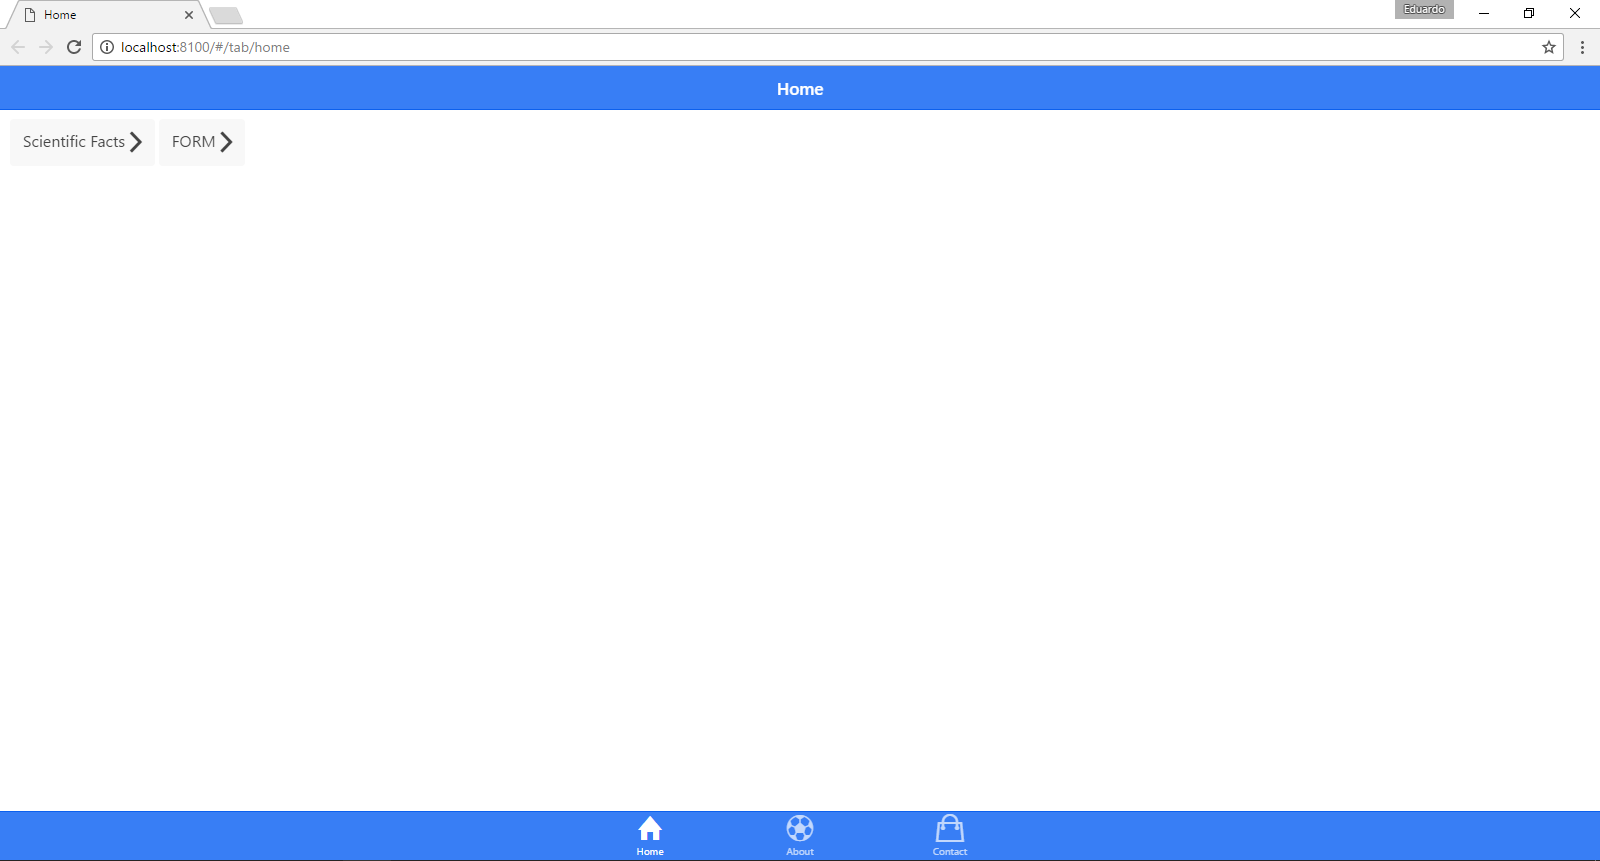 Home
Eduardo
localhost:8100/#/tab/home
Home
Scientific Facts
FORM
Home
About
Contact